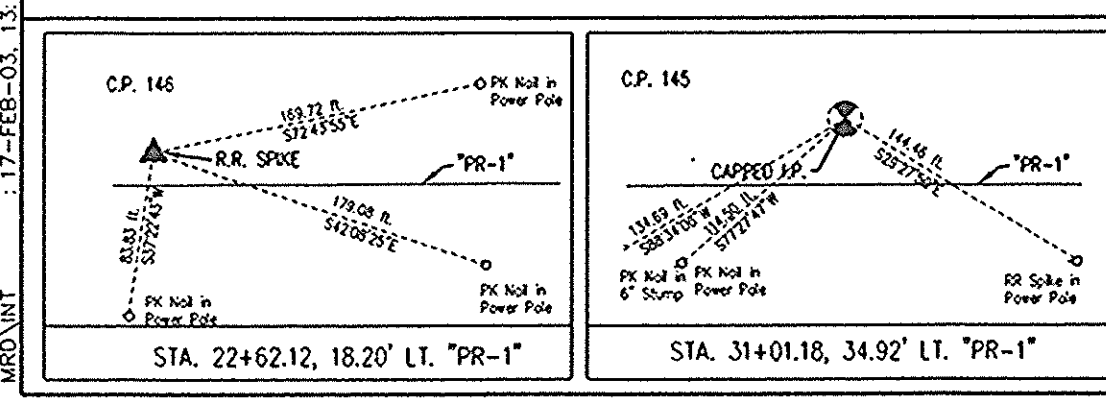 : 17-FEB-03, 13:
MRO\INT
C.P. 146
169.72 ft.
S72°43'55"E
PK Nail in
Power Pole
R.R. SPIKE
"PR-1"
83.83 ft.
S37°22'43"W
179.08 ft.
S42°05'25"E
PK Nail in
Power Pole
PK Nail in
Power Pole
STA. 22+62.12, 18.20' LT. "PR-1"
C.P. 145
144.46 ft.
CAPPED I.P.
"PR-1"
134.69 ft.
S88°34'08"W
114.50 ft.
S77°27'47"W
PK Nail in
6" Stump
PK Nail in
Power Pole
RR Spike in
Power Pole
STA. 31+01.18, 34.92' LT. "PR-1"